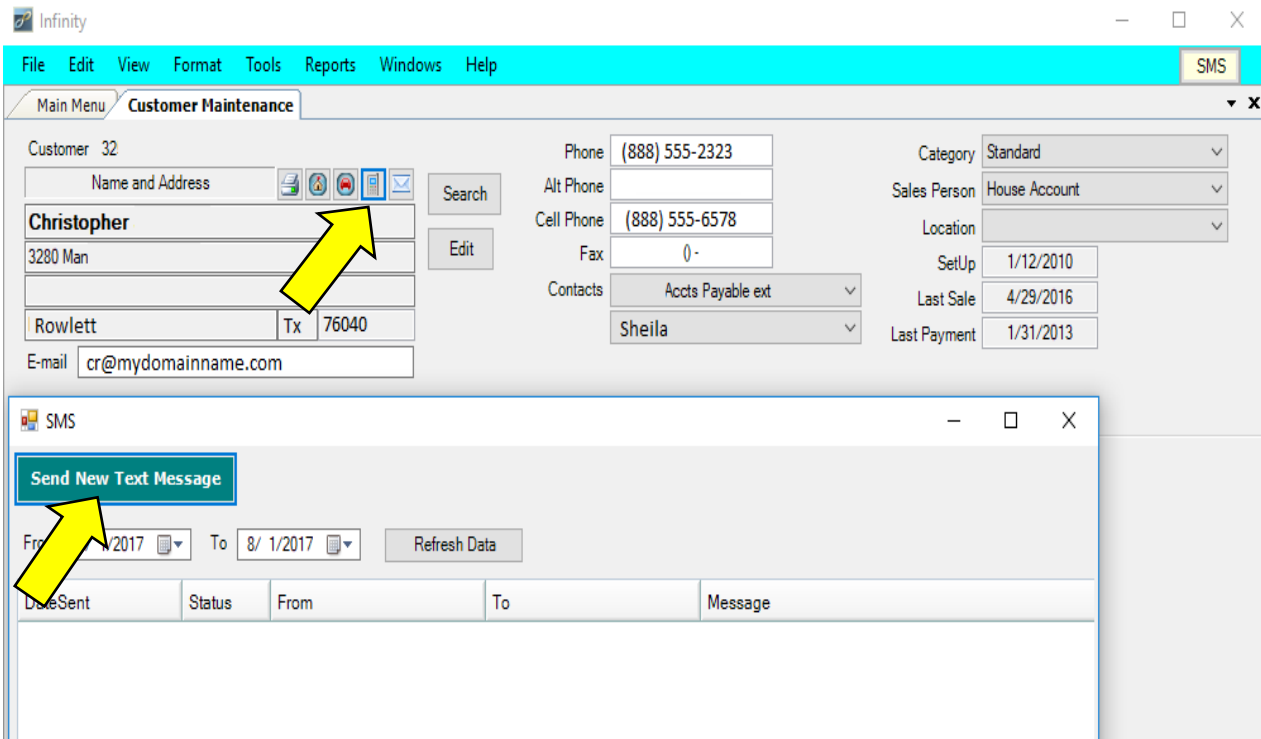 Infinity
File Edit View Format Tools Reports Windows Help SMS
Main Menu Customer Maintenance
Customer 32
Name and Address
Christopher
3280 Man
Rowlett Tx 76040
E-mail cr@mydomainname.com
Search
Edit
Phone (888) 555-2323
Alt Phone
Cell Phone (888) 555-6578
Fax () -
Contacts Accts Payable ext
Sheila
Category Standard
Sales Person House Account
Location
SetUp 1/12/2010
Last Sale 4/29/2016
Last Payment 1/31/2013
SMS
Send New Text Message
To 8/ 1/2017 Refresh Data
Status From To Message